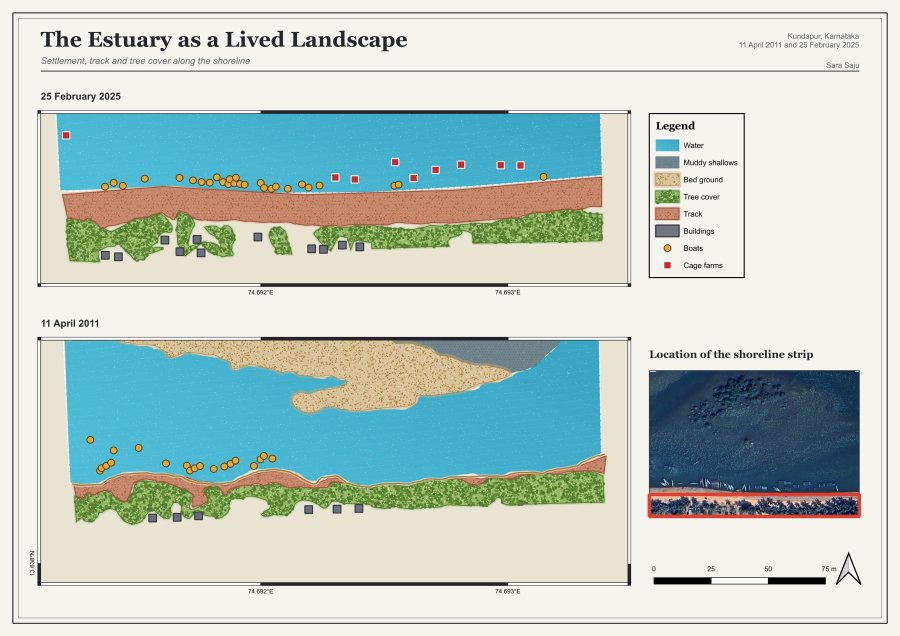 The Estuary as a Lived Landscape
Settlement, track and tree cover along the shoreline
Kundapur, Karnataka
11 April 2011 and 25 February 2025
Sara Saju
25 February 2025
74.692°E
74.693°E
Legend
Water
Muddy shallows
Bed ground
Tree cover
Track
Buildings
Boats
Cage farms
11 April 2011
13.638°N
74.692°E
74.693°E
Location of the shoreline strip
0 25 50 75 m